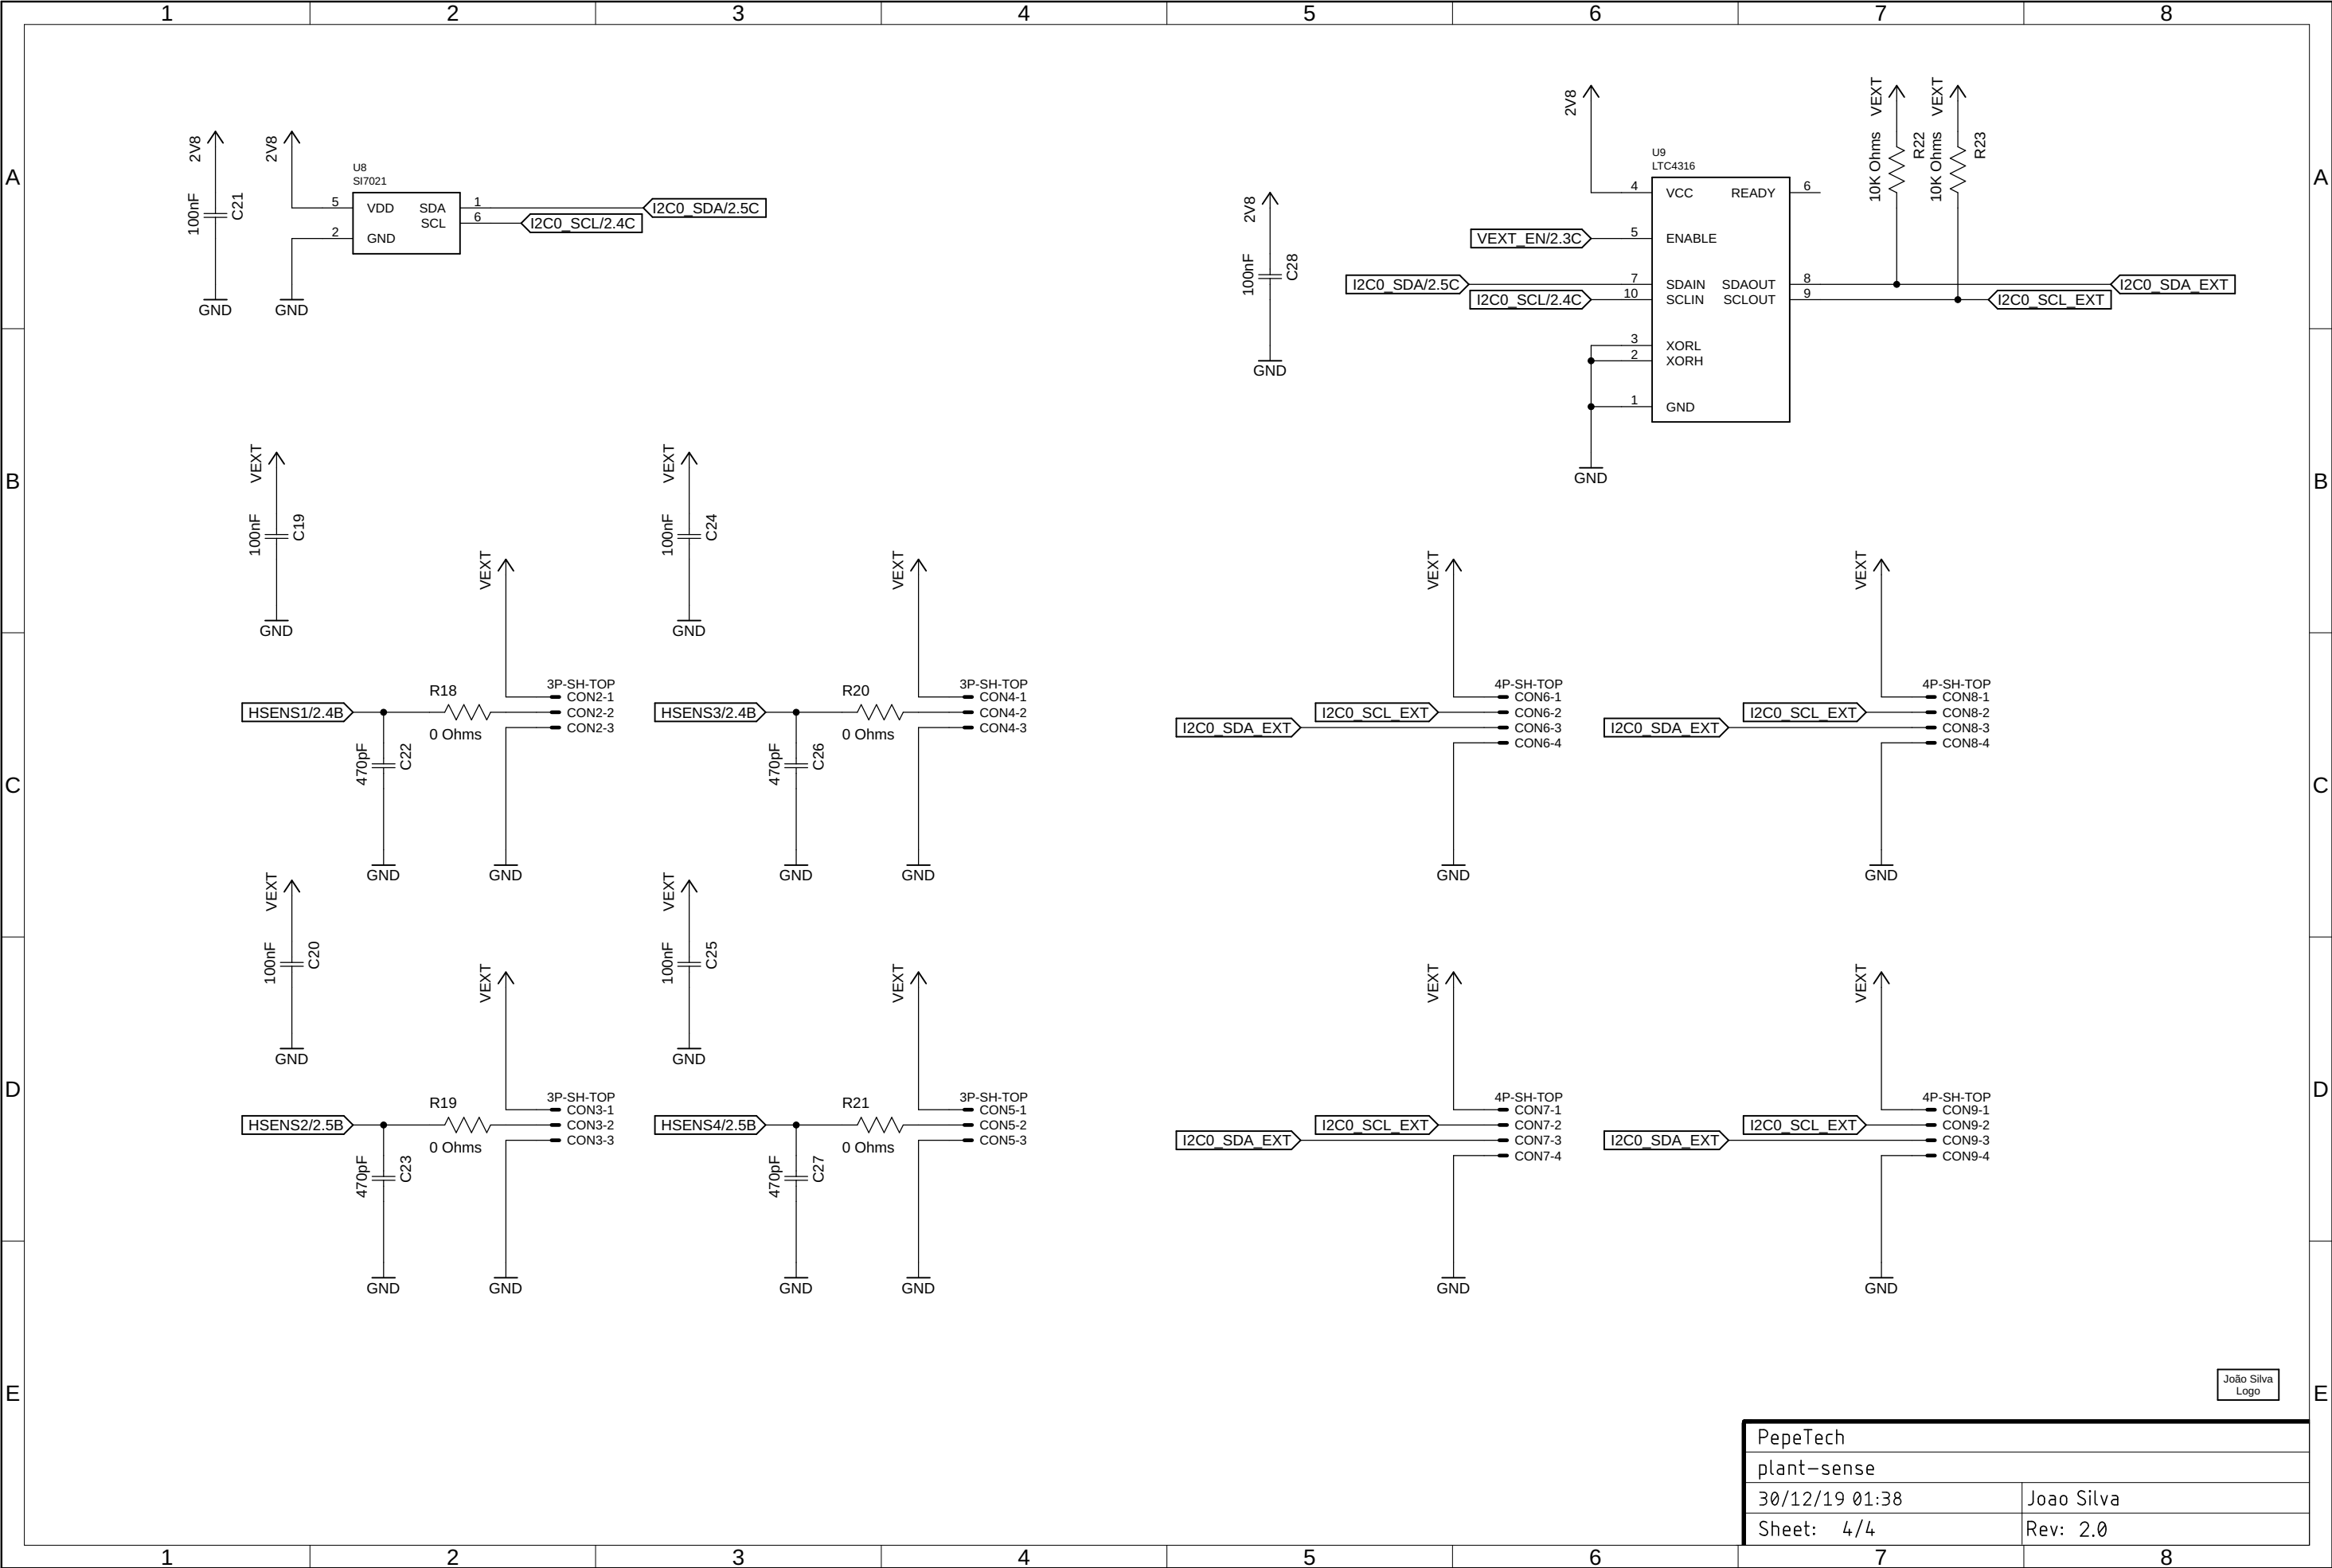 1 2 3 4 5 6 7 8
A A
B B
C C
D D
E E
2V8
100nF
C21
GND
2V8
U8
SI7021
5 VDD SDA 1
SCL 6
2 GND
GND
I2C0_SDA/2.5C
I2C0_SCL/2.4C
2V8
100nF
C28
GND
2V8
U9
LTC4316
4 VCC READY 6
5 ENABLE
7 SDAIN SDAOUT 8
10 SCLIN SCLOUT 9
3 XORL
2 XORH
1 GND
GND
VEXT_EN/2.3C
I2C0_SDA/2.5C
I2C0_SCL/2.4C
VEXT
10K Ohms
R22
VEXT
10K Ohms
R23
I2C0_SDA_EXT
I2C0_SCL_EXT
VEXT
100nF
C19
GND
VEXT
HSENS1/2.4B
R18
0 Ohms
470pF
C22
GND
3P-SH-TOP
CON2-1
CON2-2
CON2-3
GND
VEXT
100nF
C24
GND
VEXT
HSENS3/2.4B
R20
0 Ohms
470pF
C26
GND
3P-SH-TOP
CON4-1
CON4-2
CON4-3
GND
VEXT
I2C0_SCL_EXT
I2C0_SDA_EXT
4P-SH-TOP
CON6-1
CON6-2
CON6-3
CON6-4
GND
VEXT
I2C0_SCL_EXT
I2C0_SDA_EXT
4P-SH-TOP
CON8-1
CON8-2
CON8-3
CON8-4
GND
VEXT
100nF
C20
GND
VEXT
HSENS2/2.5B
R19
0 Ohms
470pF
C23
GND
3P-SH-TOP
CON3-1
CON3-2
CON3-3
GND
VEXT
100nF
C25
GND
VEXT
HSENS4/2.5B
R21
0 Ohms
470pF
C27
GND
3P-SH-TOP
CON5-1
CON5-2
CON5-3
GND
VEXT
I2C0_SCL_EXT
I2C0_SDA_EXT
4P-SH-TOP
CON7-1
CON7-2
CON7-3
CON7-4
GND
VEXT
I2C0_SCL_EXT
I2C0_SDA_EXT
4P-SH-TOP
CON9-1
CON9-2
CON9-3
CON9-4
GND
João Silva
Logo
PepeTech
plant-sense
30/12/19 01:38 Joao Silva
Sheet: 4/4 Rev: 2.0
1 2 3 4 5 6 7 8